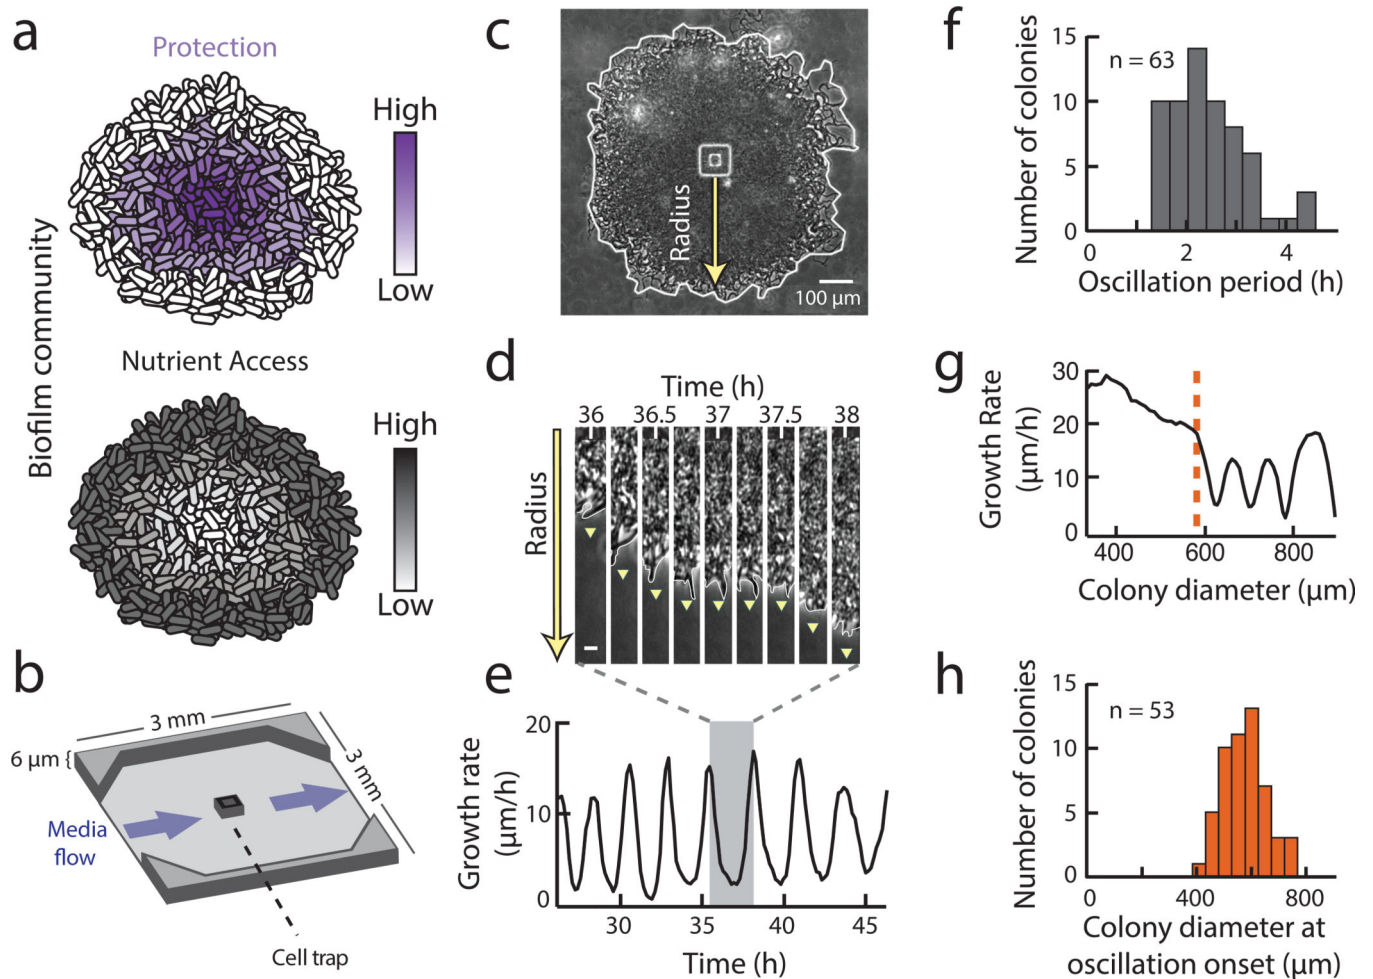 a
Protection
High
Low
Biofilm community
Nutrient Access
High
Low
b
3 mm
6 µm
3 mm
Media
flow
Cell trap
c
Radius
100 µm
d
Time (h)
36 36.5 37 37.5 38
Radius
e
Growth rate
(µm/h)
20
10
0
30 35 40 45
Time (h)
f
Number of colonies
15
10
5
0
n = 63
0 2 4
Oscillation period (h)
g
Growth Rate
(µm/h)
30
20
10
0
400 600 800
Colony diameter (µm)
h
Number of colonies
15
10
5
0
n = 53
0 400 800
Colony diameter at
oscillation onset (µm)